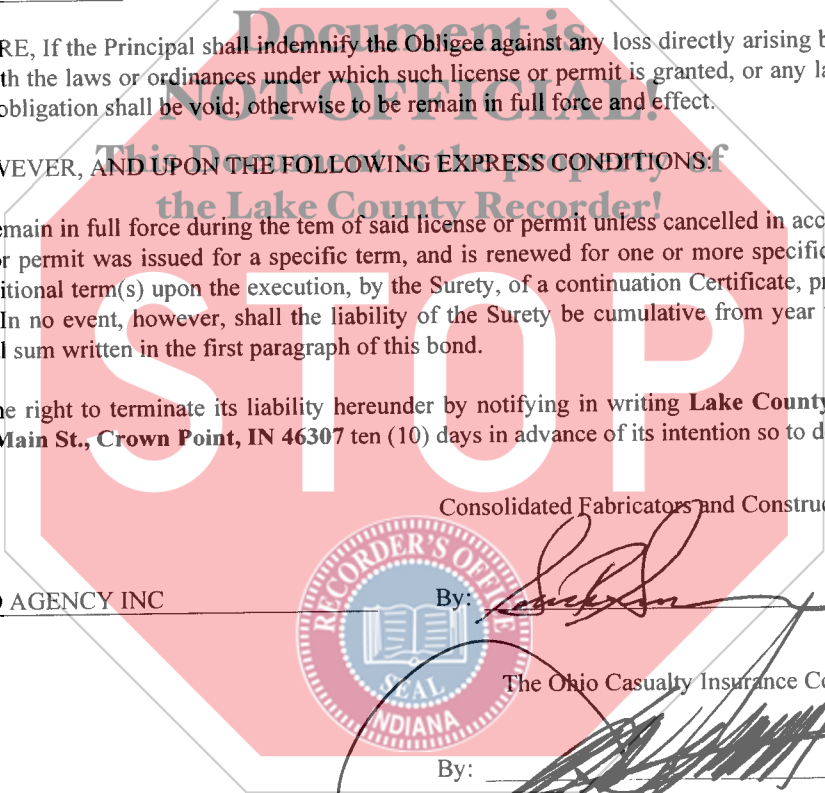 Document is
RE, If the Principal shall indemnify the Obligee against any loss directly arising b
th the laws or ordinances under which such license or permit is granted, or any la
NOT OFFICIAL!
obligation shall be void; otherwise to be remain in full force and effect.
This Document is the property of
WEVER, AND UPON THE FOLLOWING EXPRESS CONDITIONS:
the Lake County Recorder!
emain in full force during the tem of said license or permit unless cancelled in acc
or permit was issued for a specific term, and is renewed for one or more specific
itional term(s) upon the execution, by the Surety, of a continuation Certificate, pr
In no event, however, shall the liability of the Surety be cumulative from year
l sum written in the first paragraph of this bond.
STOP
he right to terminate its liability hereunder by notifying in writing Lake County
Main St., Crown Point, IN 46307 ten (10) days in advance of its intention so to d
Consolidated Fabricators and Construc
RECORDER'S OFFICE
SEAL
INDIANA
AGENCY INC
By:
The Ohio Casualty Insurance Co
By: